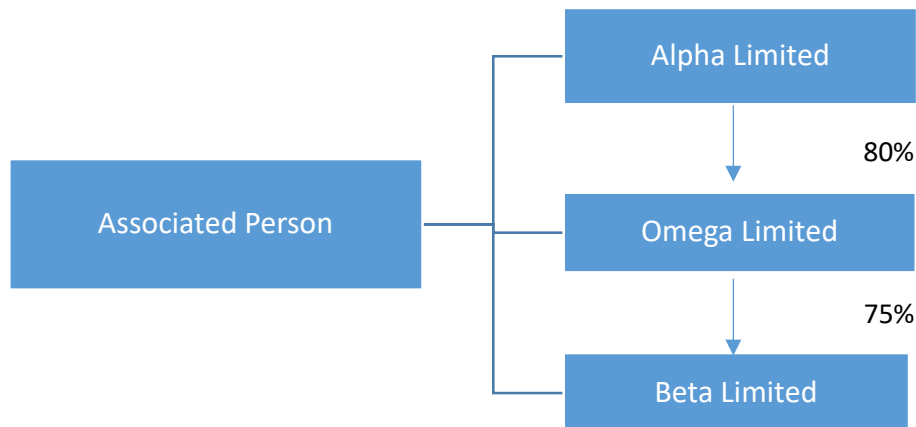 Alpha Limited
80%
Associated Person
Omega Limited
75%
Beta Limited